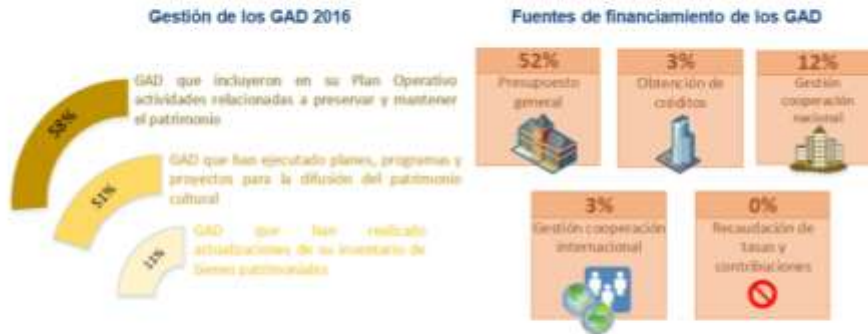 Gestión de los GAD 2016
58%
GAD que incluyeron en su Plan Operativo
actividades relacionadas a preservar y mantener
el patrimonio
51%
GAD que han ejecutado planes, programas y
proyectos para la difusión del patrimonio
cultural
11%
GAD que han realizado
actualizaciones de su inventario de
bienes patrimoniales
Fuentes de financiamiento de los GAD
52%
Presupuesto
general
3%
Obtención de
créditos
12%
Gestión
cooperación
nacional
3%
Gestión cooperación
internacional
0%
Recaudación de
tasas y
contribuciones